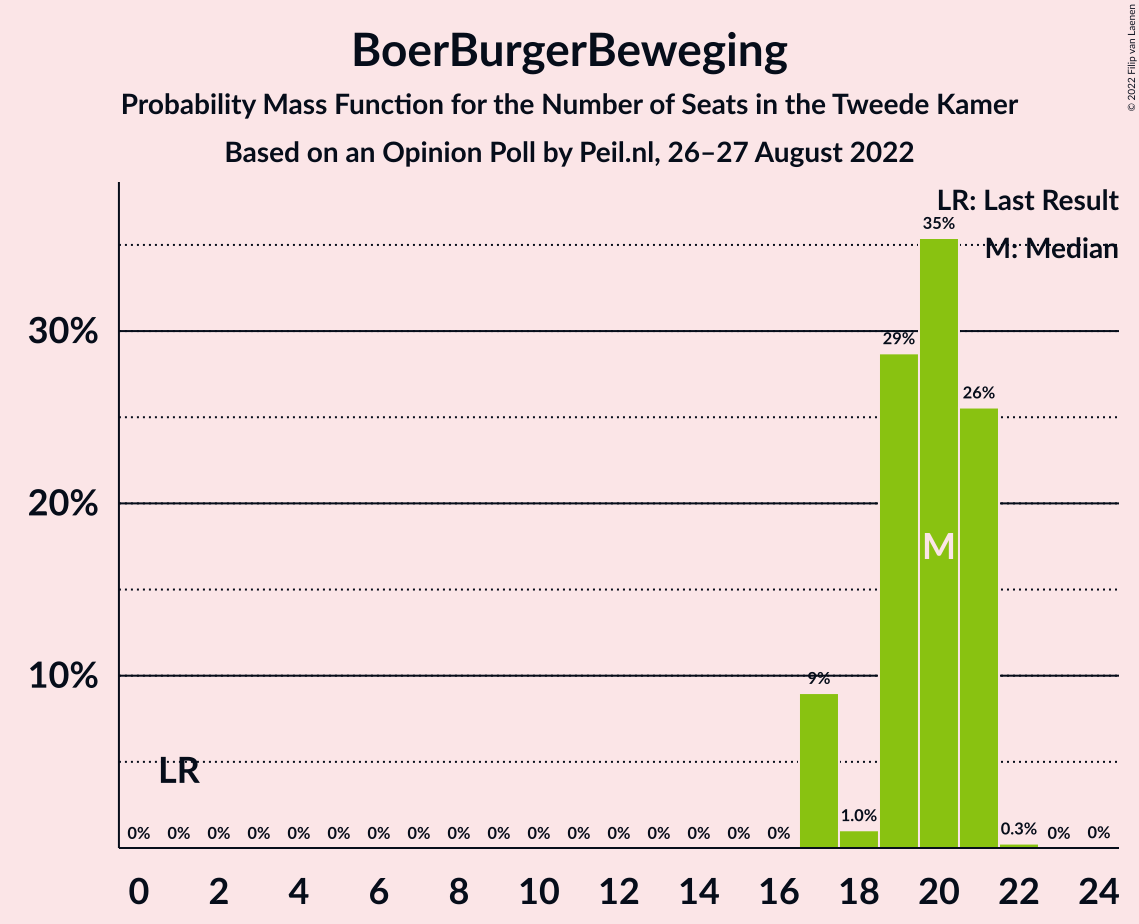 BoerBurgerBeweging
Probability Mass Function for the Number of Seats in the Tweede Kamer
Based on an Opinion Poll by Peil.nl, 26–27 August 2022
© 2022 Filip van Laenen
LR: Last Result
M: Median
35%
30%
29%
26%
20%
M
10%
9%
LR
0% 0% 0% 0% 0% 0% 0% 0% 0% 0% 0% 0% 0% 0% 0% 0% 0% 1.0% 0.3% 0% 0%
0 2 4 6 8 10 12 14 16 18 20 22 24